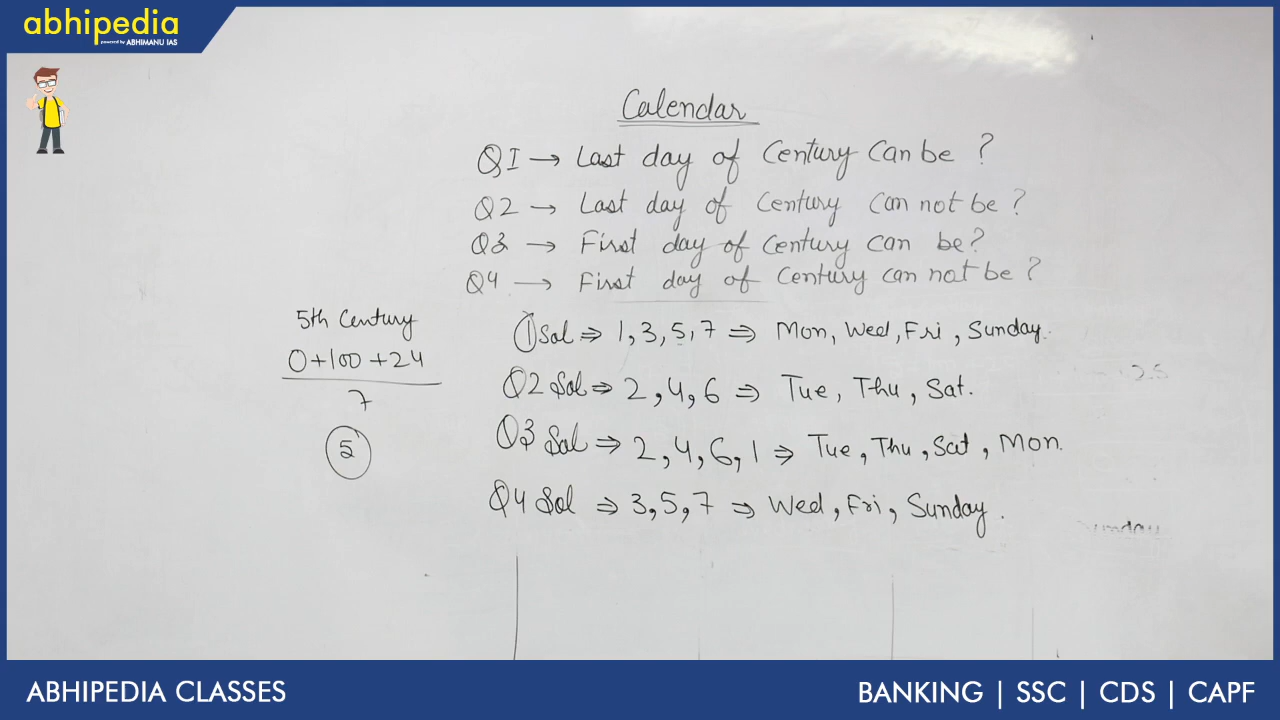 abhipedia
powered by ABHIMANU IAS
Calendar
Q1 → Last day of Century Can be ?
Q2 → Last day of Century Can not be ?
Q3 → First day of Century can be?
Q4 → First day of Century can not be ?
5th Century
0+100+24
7
5
1 Sol ⇒ 1, 3, 5, 7 ⇒ Mon, Wed, Fri, Sunday.
Q2 Sol ⇒ 2, 4, 6 ⇒ Tue, Thu, Sat.
Q3 Sol ⇒ 2, 4, 6, 1 ⇒ Tue, Thu, Sat, Mon.
Q4 Sol ⇒ 3, 5, 7 ⇒ Wed, Fri, Sunday.
ABHIPEDIA CLASSES
BANKING | SSC | CDS | CAPF